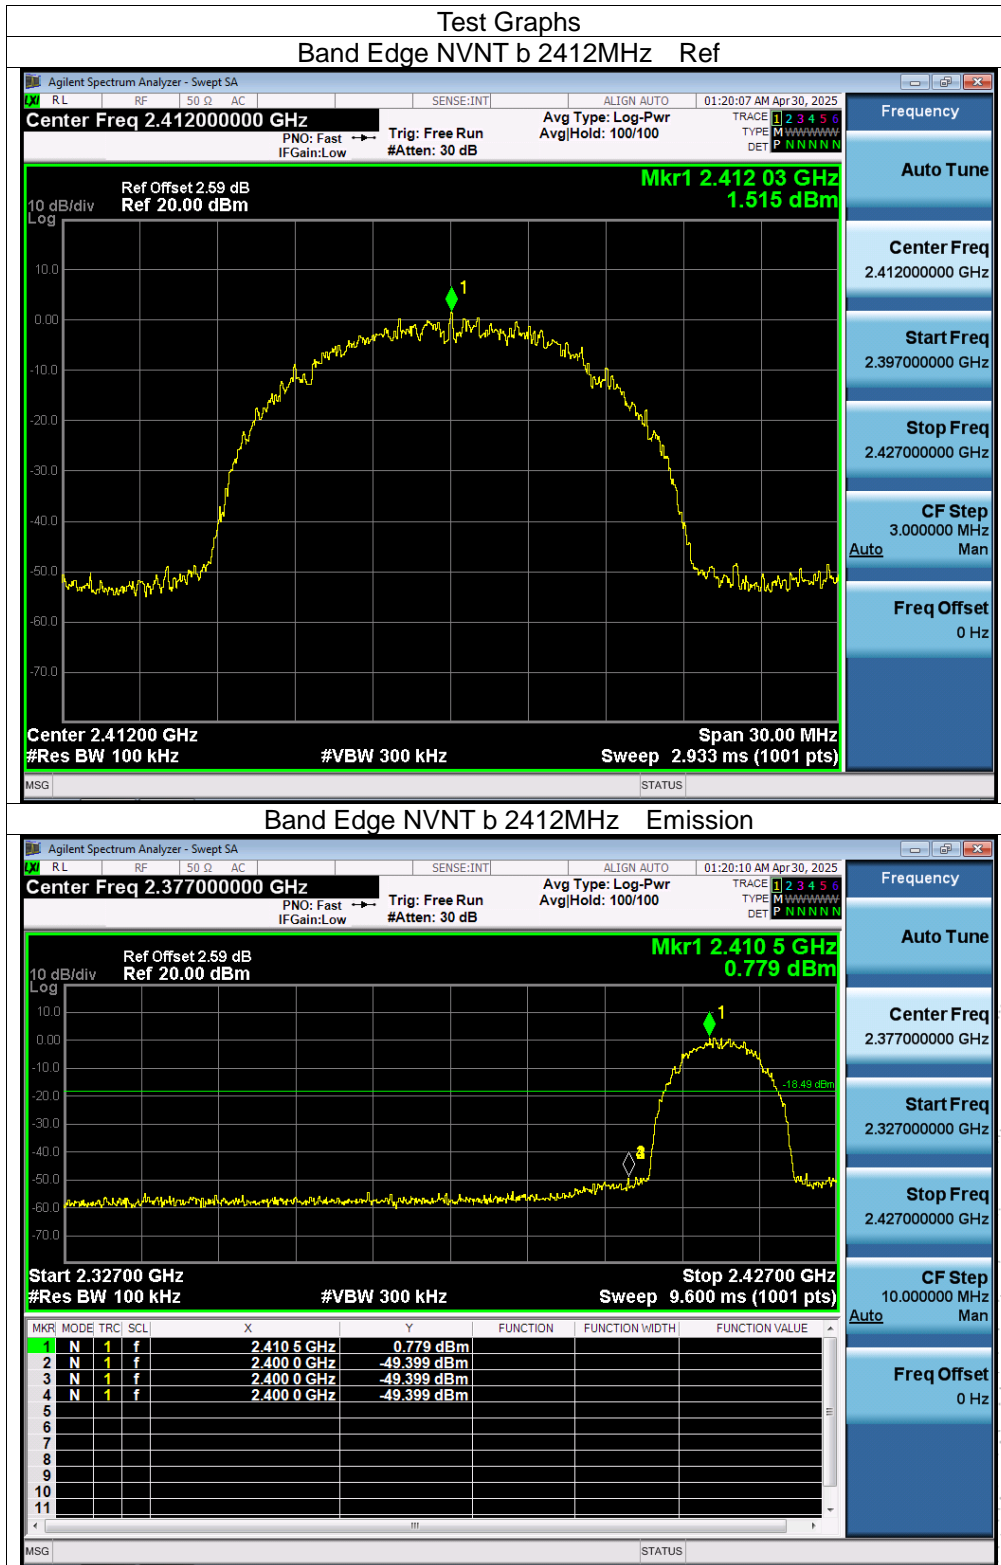 Test Graphs
Band Edge NVNT b 2412MHz Ref
Agilent Spectrum Analyzer - Swept SA
LXI RL RF 50 Ω AC SENSE:INT ALIGN AUTO 01:20:07 AM Apr 30, 2025
Center Freq 2.412000000 GHz
PNO: Fast
IFGain:Low
Trig: Free Run
#Atten: 30 dB
Avg Type: Log-Pwr
Avg|Hold: 100/100
TRACE 1 2 3 4 5 6
TYPE M WWWWW
DET P N N N N N
Frequency
Mkr1 2.412 03 GHz
1.515 dBm
Ref Offset 2.59 dB
10 dB/div Ref 20.00 dBm
Log
10.0
0.00
-10.0
-20.0
-30.0
-40.0
-50.0
-60.0
-70.0
1
Center 2.41200 GHz Span 30.00 MHz
#Res BW 100 kHz #VBW 300 kHz Sweep 2.933 ms (1001 pts)
Auto Tune
Center Freq
2.412000000 GHz
Start Freq
2.397000000 GHz
Stop Freq
2.427000000 GHz
CF Step
3.000000 MHz
Auto Man
Freq Offset
0 Hz
MSG STATUS
Band Edge NVNT b 2412MHz Emission
Agilent Spectrum Analyzer - Swept SA
LXI RL RF 50 Ω AC SENSE:INT ALIGN AUTO 01:20:10 AM Apr 30, 2025
Center Freq 2.377000000 GHz
PNO: Fast
IFGain:Low
Trig: Free Run
#Atten: 30 dB
Avg Type: Log-Pwr
Avg|Hold: 100/100
TRACE 1 2 3 4 5 6
TYPE M WWWWW
DET P N N N N N
Frequency
Mkr1 2.410 5 GHz
0.779 dBm
Ref Offset 2.59 dB
10 dB/div Ref 20.00 dBm
Log
10.0
0.00
-10.0
-20.0
-30.0
-40.0
-50.0
-60.0
-70.0
1
-18.49 dBm
Start 2.32700 GHz Stop 2.42700 GHz
#Res BW 100 kHz #VBW 300 kHz Sweep 9.600 ms (1001 pts)
MKR MODE TRC SCL X Y FUNCTION FUNCTION WIDTH FUNCTION VALUE
1 N 1 f 2.410 5 GHz 0.779 dBm
2 N 1 f 2.400 0 GHz -49.399 dBm
3 N 1 f 2.400 0 GHz -49.399 dBm
4 N 1 f 2.400 0 GHz -49.399 dBm
5
6
7
8
9
10
11
Auto Tune
Center Freq
2.377000000 GHz
Start Freq
2.327000000 GHz
Stop Freq
2.427000000 GHz
CF Step
10.000000 MHz
Auto Man
Freq Offset
0 Hz
MSG STATUS